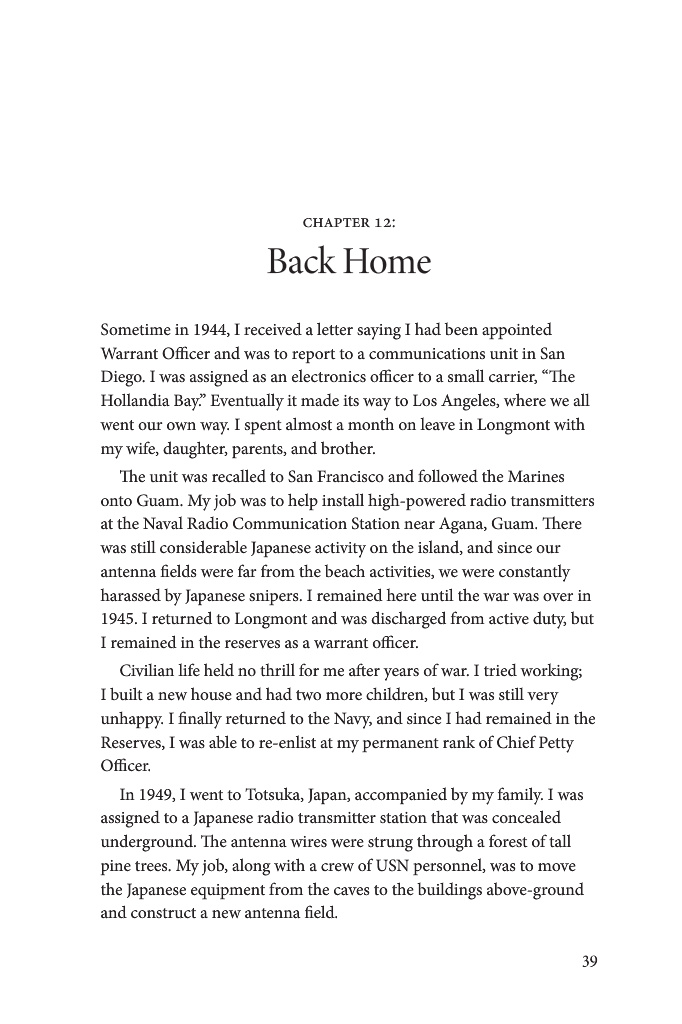 CHAPTER 12:
Back Home
Sometime in 1944, I received a letter saying I had been appointed
Warrant Officer and was to report to a communications unit in San
Diego. I was assigned as an electronics officer to a small carrier, “The
Hollandia Bay.” Eventually it made its way to Los Angeles, where we all
went our own way. I spent almost a month on leave in Longmont with
my wife, daughter, parents, and brother.
The unit was recalled to San Francisco and followed the Marines
onto Guam. My job was to help install high-powered radio transmitters
at the Naval Radio Communication Station near Agana, Guam. There
was still considerable Japanese activity on the island, and since our
antenna fields were far from the beach activities, we were constantly
harassed by Japanese snipers. I remained here until the war was over in
1945. I returned to Longmont and was discharged from active duty, but
I remained in the reserves as a warrant officer.
Civilian life held no thrill for me after years of war. I tried working;
I built a new house and had two more children, but I was still very
unhappy. I finally returned to the Navy, and since I had remained in the
Reserves, I was able to re-enlist at my permanent rank of Chief Petty
Officer.
In 1949, I went to Totsuka, Japan, accompanied by my family. I was
assigned to a Japanese radio transmitter station that was concealed
underground. The antenna wires were strung through a forest of tall
pine trees. My job, along with a crew of USN personnel, was to move
the Japanese equipment from the caves to the buildings above-ground
and construct a new antenna field.
39